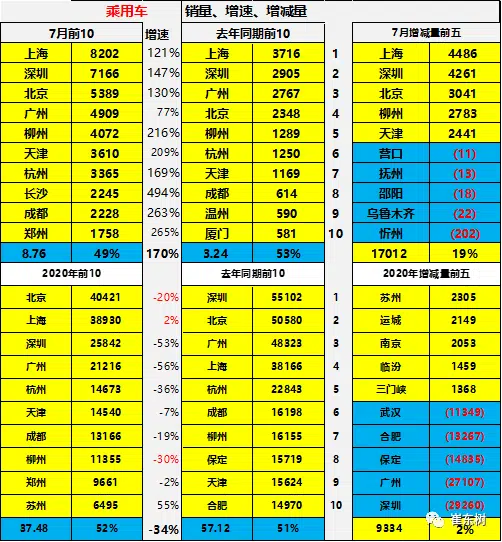 乘用车 销量、增速、增减量
7月前10 增速 去年同期前10 7月增减量前五
上海 8202 121% 上海 3716 1 上海 4486
深圳 7166 147% 深圳 2905 2 深圳 4261
北京 5389 130% 广州 2767 3 北京 3041
广州 4909 77% 北京 2348 4 柳州 2783
柳州 4072 216% 柳州 1289 5 天津 2441
天津 3610 209% 杭州 1250 6 营口 (11)
杭州 3365 169% 天津 1169 7 抚州 (13)
长沙 2245 494% 成都 614 8 邵阳 (18)
成都 2228 263% 温州 590 9 乌鲁木齐 (22)
郑州 1758 265% 厦门 581 10 忻州 (202)
8.76 49% 170% 3.24 53% 17012 19%
2020年前10 去年同期前10 2020年增减量前五
北京 40421 -20% 深圳 55102 1 苏州 2305
上海 38930 2% 北京 50580 2 运城 2149
深圳 25842 -53% 广州 48323 3 南京 2053
广州 21216 -56% 上海 38166 4 临汾 1459
杭州 14673 -36% 杭州 22843 5 三门峡 1368
天津 14540 -7% 成都 16198 6 武汉 (11349)
成都 13166 -19% 柳州 16155 7 合肥 (13267)
柳州 11355 -30% 保定 15719 8 保定 (14835)
郑州 9661 -2% 天津 15624 9 广州 (27107)
苏州 6495 55% 合肥 14970 10 深圳 (29260)
37.48 52% -34% 57.12 51% 9334 2%
崔东树